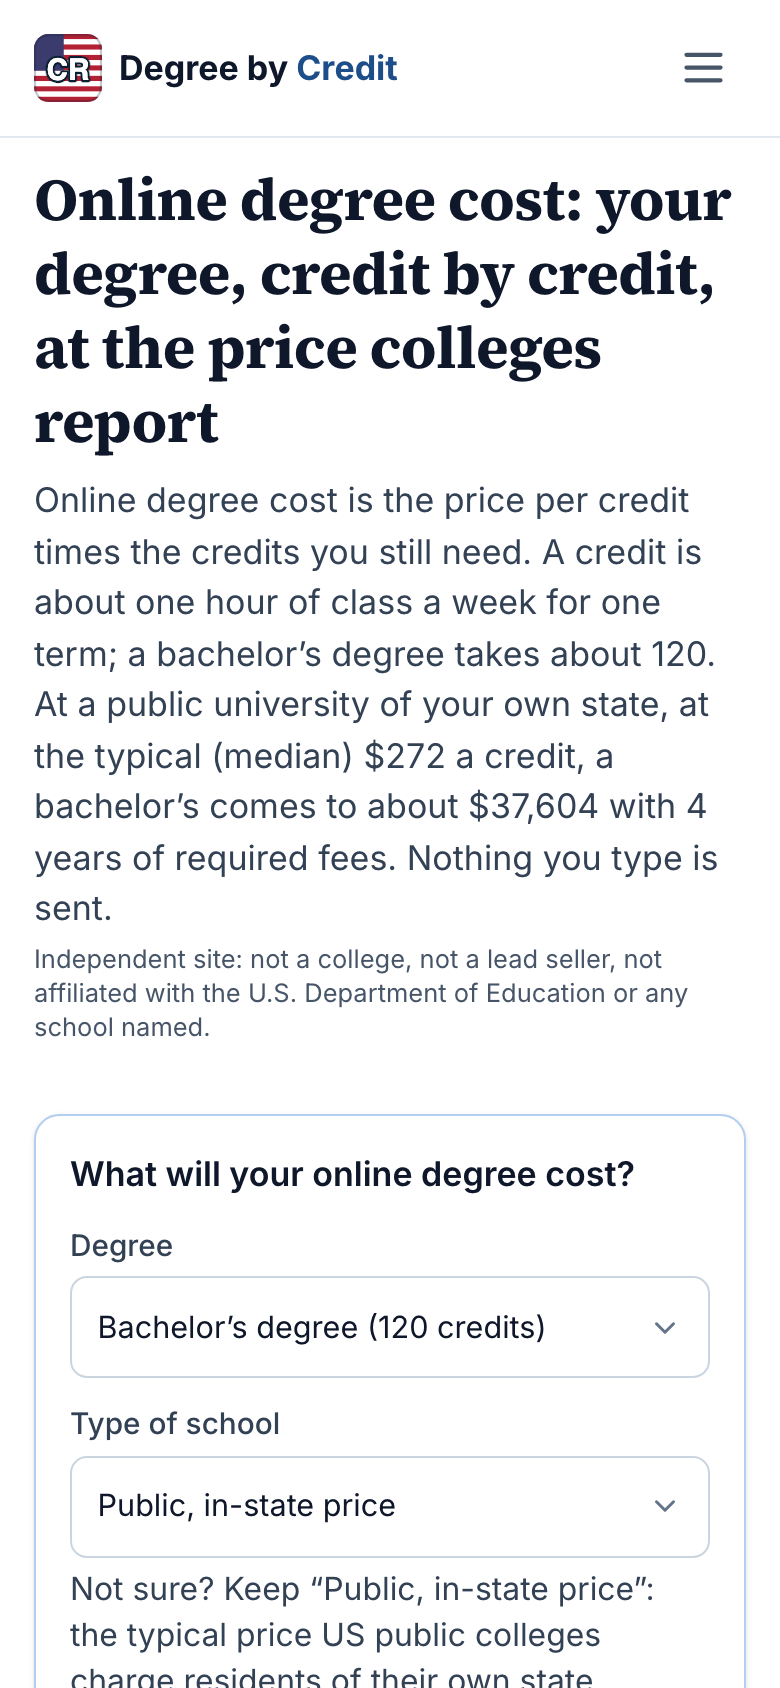 CR
Degree by Credit
Online degree cost: your
degree, credit by credit,
at the price colleges
report
Online degree cost is the price per credit
times the credits you still need. A credit is
about one hour of class a week for one
term; a bachelor’s degree takes about 120.
At a public university of your own state, at
the typical (median) $272 a credit, a
bachelor’s comes to about $37,604 with 4
years of required fees. Nothing you type is
sent.
Independent site: not a college, not a lead seller, not
affiliated with the U.S. Department of Education or any
school named.
What will your online degree cost?
Degree
Bachelor’s degree (120 credits)
Type of school
Public, in-state price
Not sure? Keep “Public, in-state price”:
the typical price US public colleges
charge residents of their own state